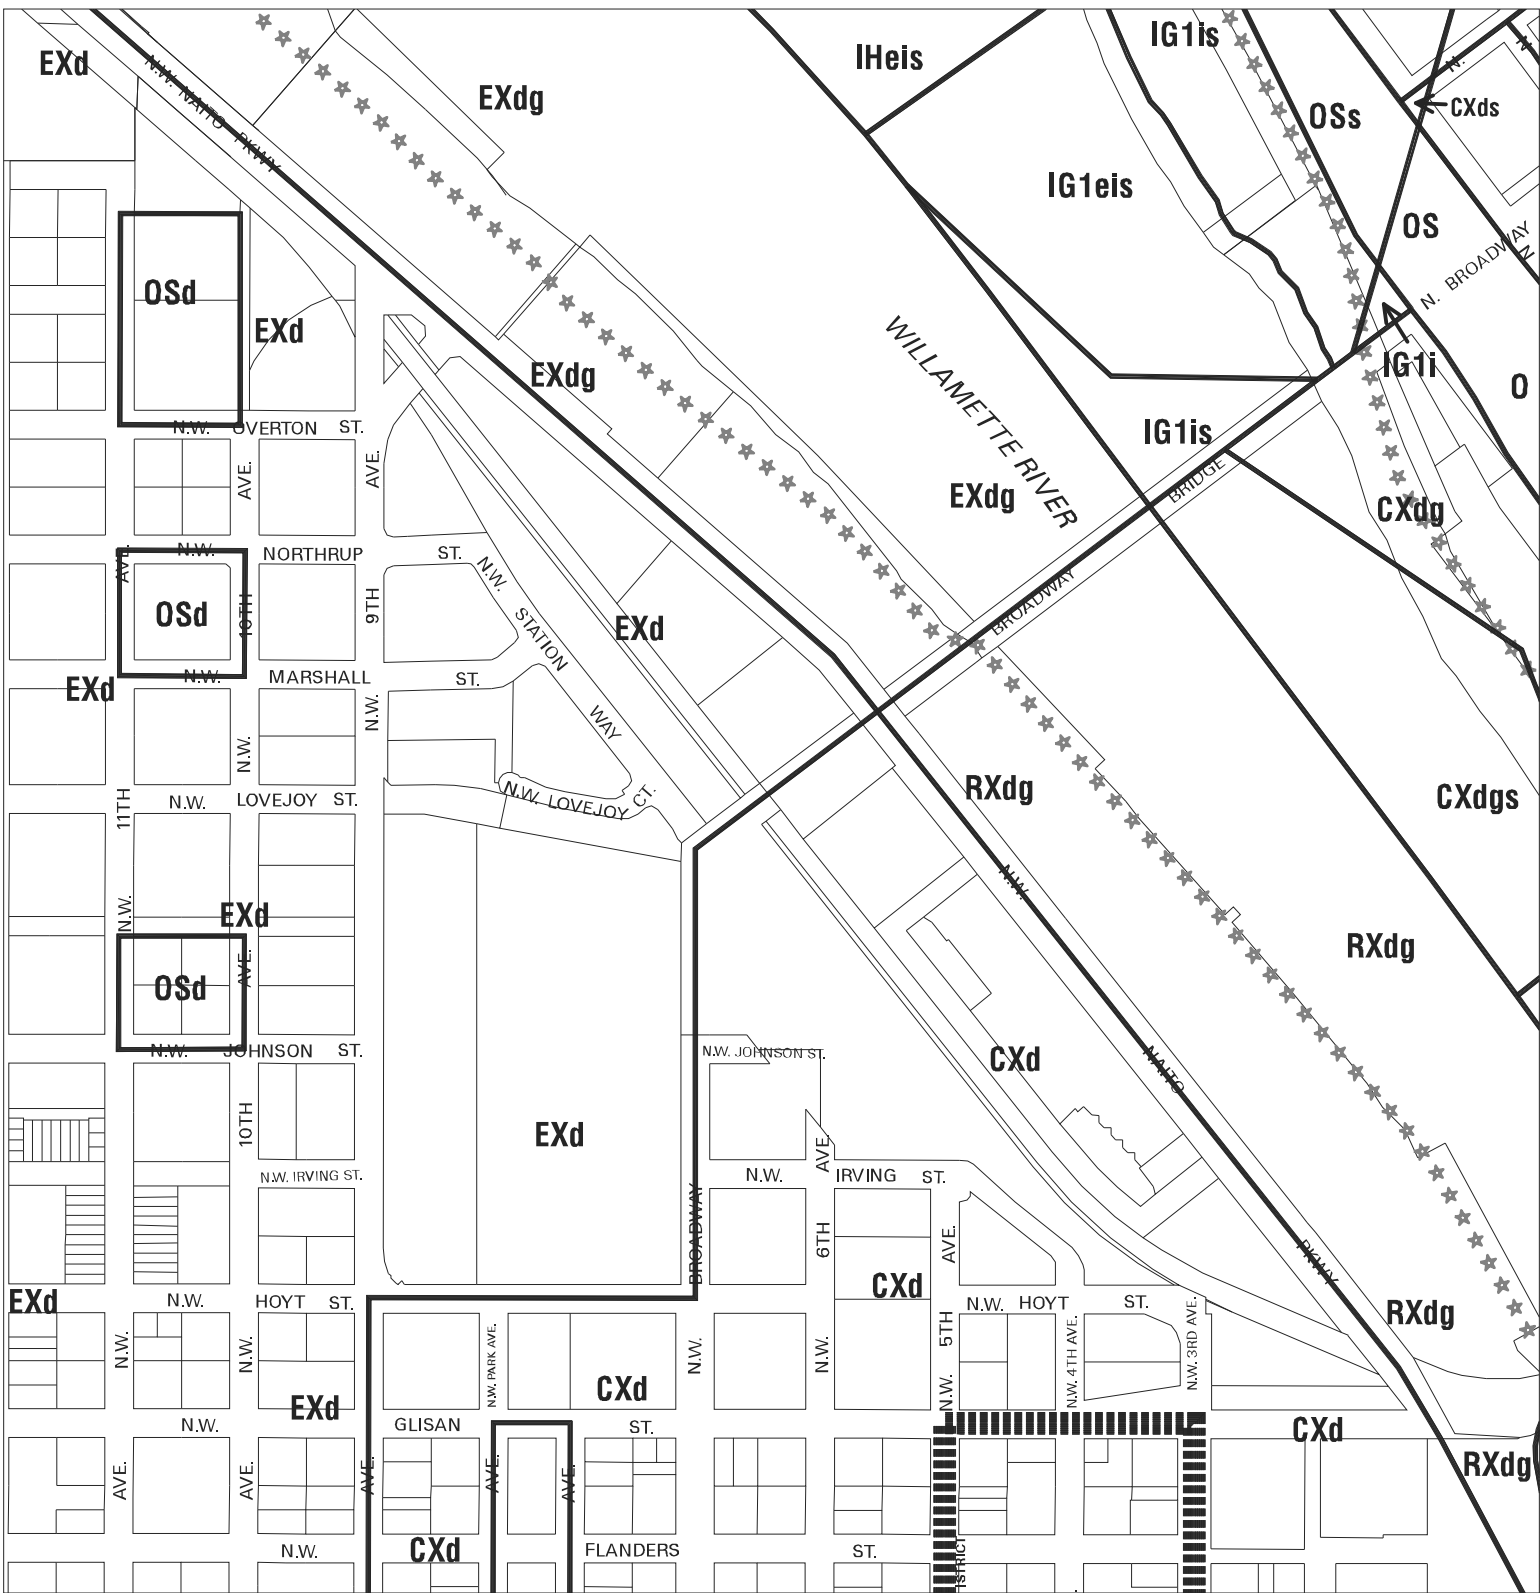 IG1is
IHeis
EXd
N.
N.W. NAITO PKWY
EXdg
CXds
OSs
IG1eis
OS
N. BROADWAY
N
OSd
EXd
WILLAMETTE RIVER
IG1i
EXdg
O
N.W. OVERTON ST.
IG1is
AVE.
AVE.
BRIDGE
EXdg
CXdg
AVE.
N.W. NORTHRUP ST.
N.W. STATION WAY
BROADWAY
10TH
9TH
OSd
EXd
N.W. MARSHALL ST.
EXd
N.W.
N.W.
RXdg
CXdgs
N.W. LOVEJOY CT.
N.W. LOVEJOY ST.
11TH
N.W.
N.W.
EXd
RXdg
AVE.
OSd
N.W. JOHNSON ST.
N.W. JOHNSON ST.
CXd
NAITO
10TH
EXd
AVE.
N.W. IRVING ST.
N.W. IRVING ST.
BROADWAY
6TH
AVE.
PKWY
CXd
EXd
N.W. HOYT ST.
N.W. HOYT ST.
RXdg
5TH
N.W. 4TH AVE.
N.W. 3RD AVE.
N.W.
N.W.
N.W. PARK AVE.
N.W.
N.W.
N.W.
CXd
EXd
N.W. GLISAN ST.
CXd
RXdg
AVE.
AVE.
AVE.
AVE.
AVE.
CXd
N.W. FLANDERS ST.
ISTRICT